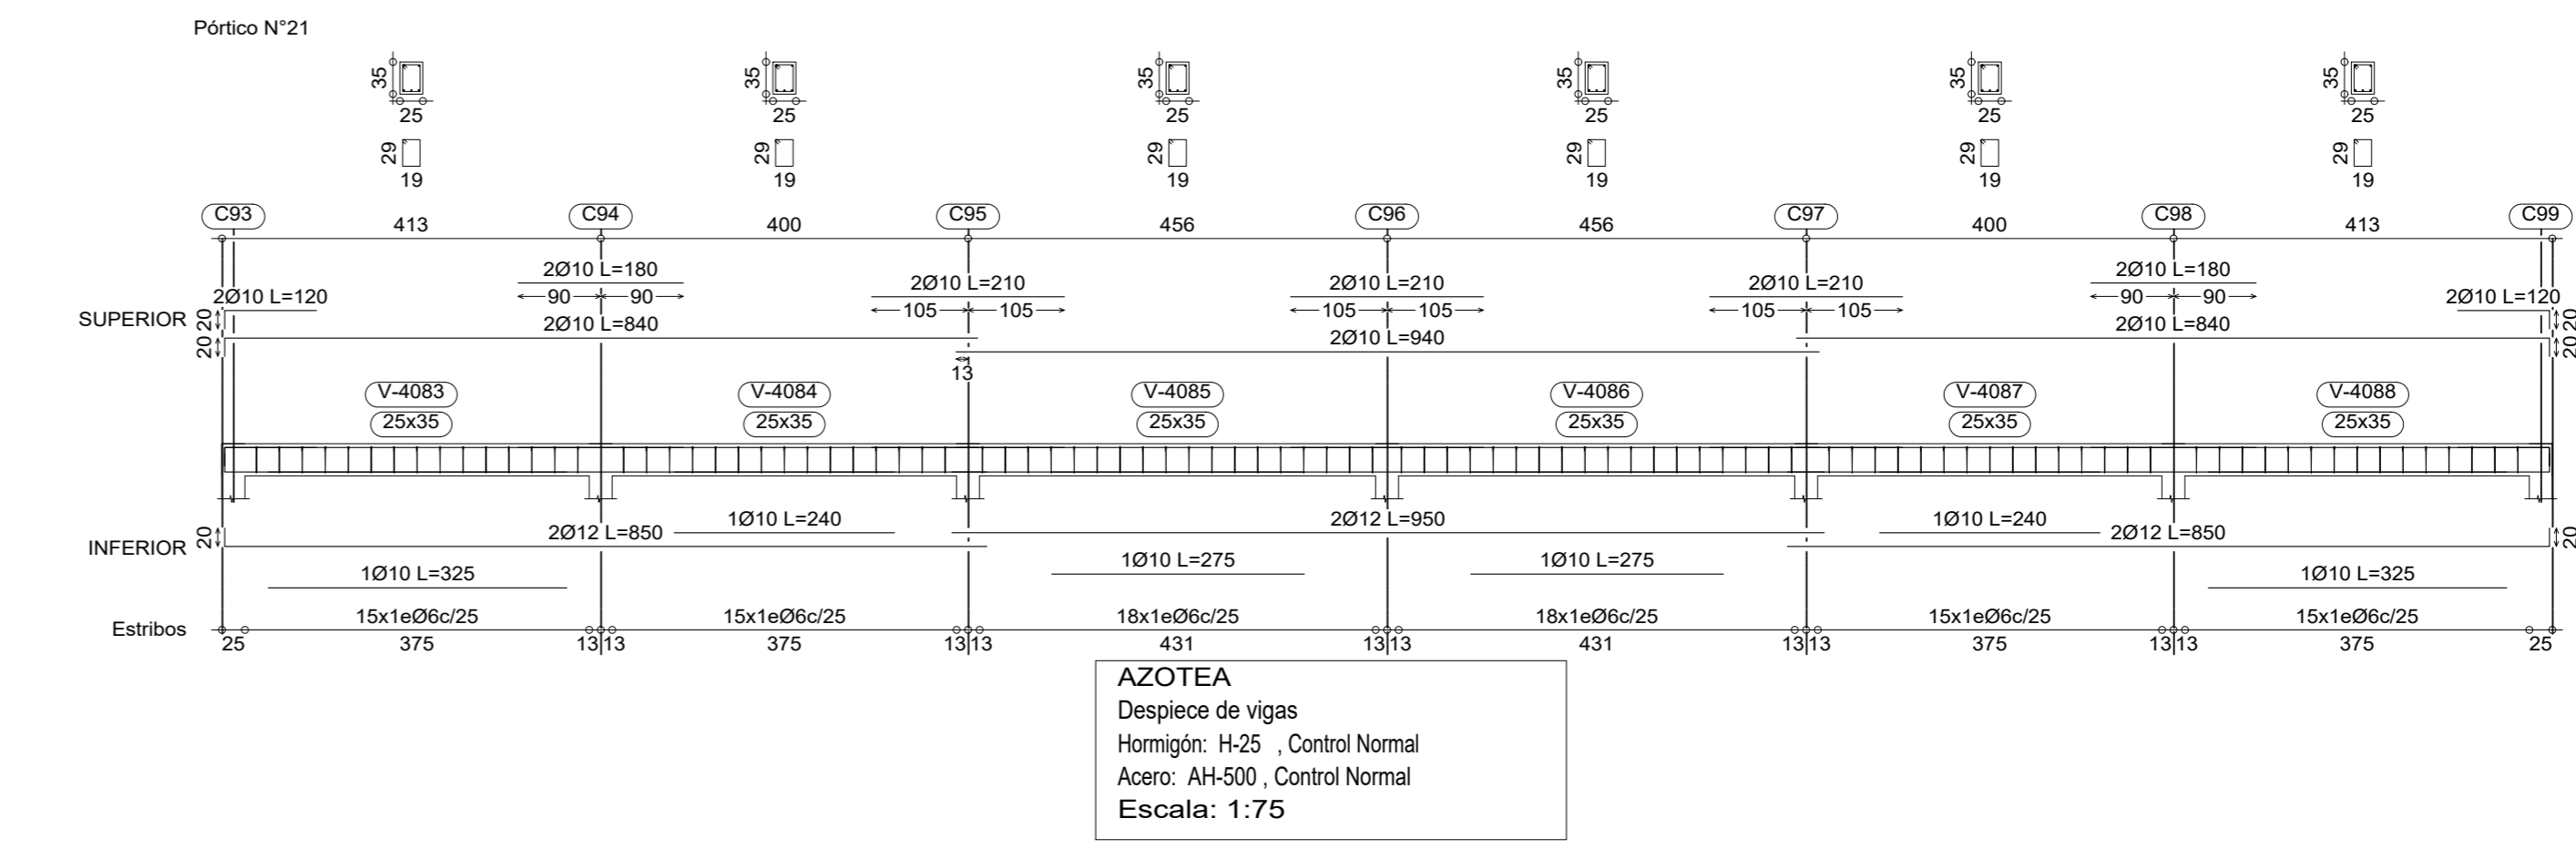 Pórtico N°21
35 35 35 35 35 35
25 25 25 25 25 25
29 29 29 29 29 29
19 19 19 19 19 19
C93 C94 C95 C96 C97 C98 C99
413 400 456 456 400 413
2Ø10 L=180 2Ø10 L=180
2Ø10 L=210 2Ø10 L=210 2Ø10 L=210
2Ø10 L=120 90 90 90 90 2Ø10 L=120
105 105 105 105 105 105
SUPERIOR 20 2Ø10 L=840 2Ø10 L=840 20
20 2Ø10 L=940 20
13
V-4083 V-4084 V-4085 V-4086 V-4087 V-4088
25x35 25x35 25x35 25x35 25x35 25x35
1Ø10 L=240 2Ø12 L=950 1Ø10 L=240
INFERIOR 20 2Ø12 L=850 2Ø12 L=850 20
1Ø10 L=275 1Ø10 L=275
1Ø10 L=325 1Ø10 L=325
Estribos 15x1eØ6c/25 15x1eØ6c/25 18x1eØ6c/25 18x1eØ6c/25 15x1eØ6c/25 15x1eØ6c/25
25 375 13 13 375 13 13 431 13 13 431 13 13 375 13 13 375 25
AZOTEA
Despiece de vigas
Hormigón: H-25 , Control Normal
Acero: AH-500 , Control Normal
Escala: 1:75